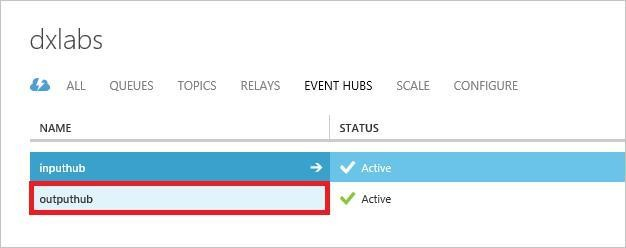 dxlabs
ALL QUEUES TOPICS RELAYS EVENT HUBS SCALE CONFIGURE
NAME STATUS
inputhub Active
outputhub Active